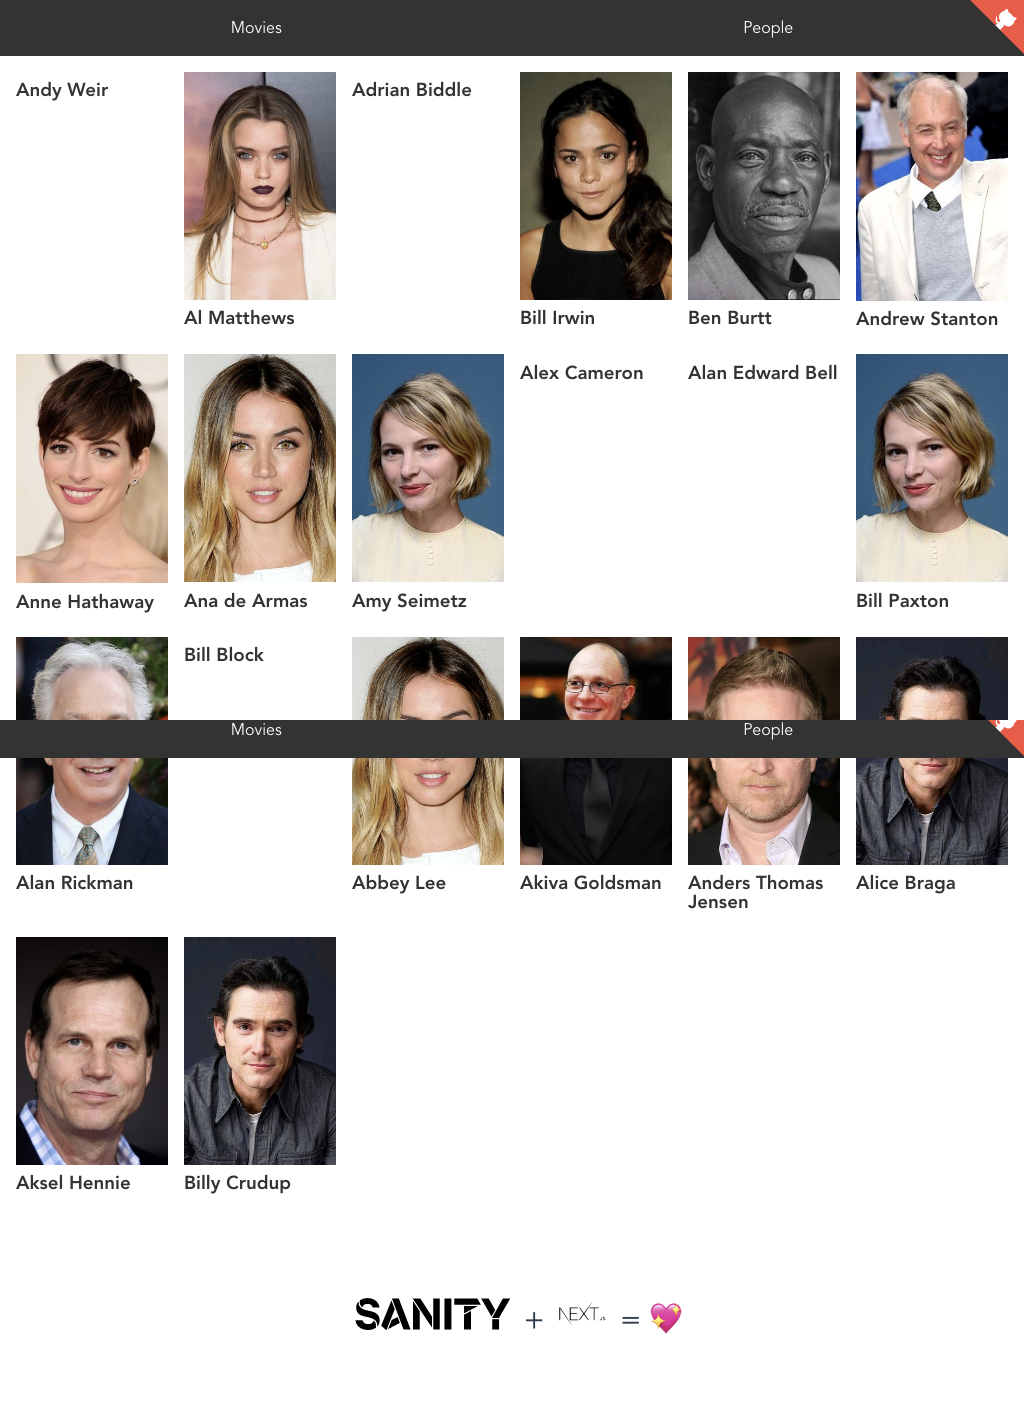 Movies
People
Andy Weir
Adrian Biddle
Al Matthews
Bill Irwin
Ben Burtt
Andrew Stanton
Alex Cameron
Alan Edward Bell
Anne Hathaway
Ana de Armas
Amy Seimetz
Bill Paxton
Bill Block
Movies
People
Alan Rickman
Abbey Lee
Akiva Goldsman
Anders Thomas
Jensen
Alice Braga
Aksel Hennie
Billy Crudup
SANITY + NEXT.JS = 💖